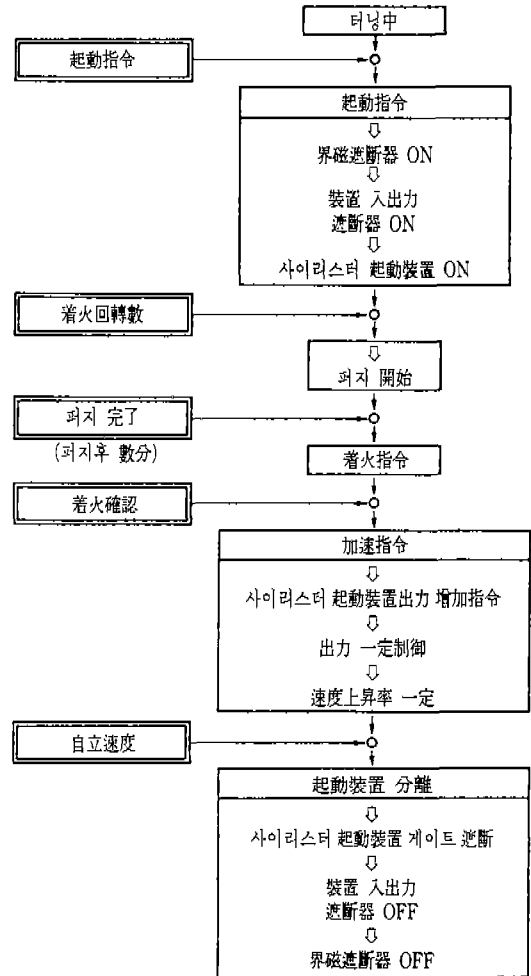 터닝中
起動指令
起動指令
⇩
界磁遮斷器 ON
⇩
裝置 入出力
遮斷器 ON
⇩
사이리스터 起動裝置 ON
着火回轉數
⇩
퍼지 開始
퍼지 完了
(퍼지후 數分)
着火指令
着火確認
加速指令
⇩
사이리스터 起動裝置出力 增加指令
⇩
出力 一定制御
⇩
速度上昇率 一定
自立速度
起動裝置 分離
⇩
사이리스터 起動裝置 게이트 遮斷
⇩
裝置 入出力
遮斷器 OFF
⇩
界磁遮斷器 OFF